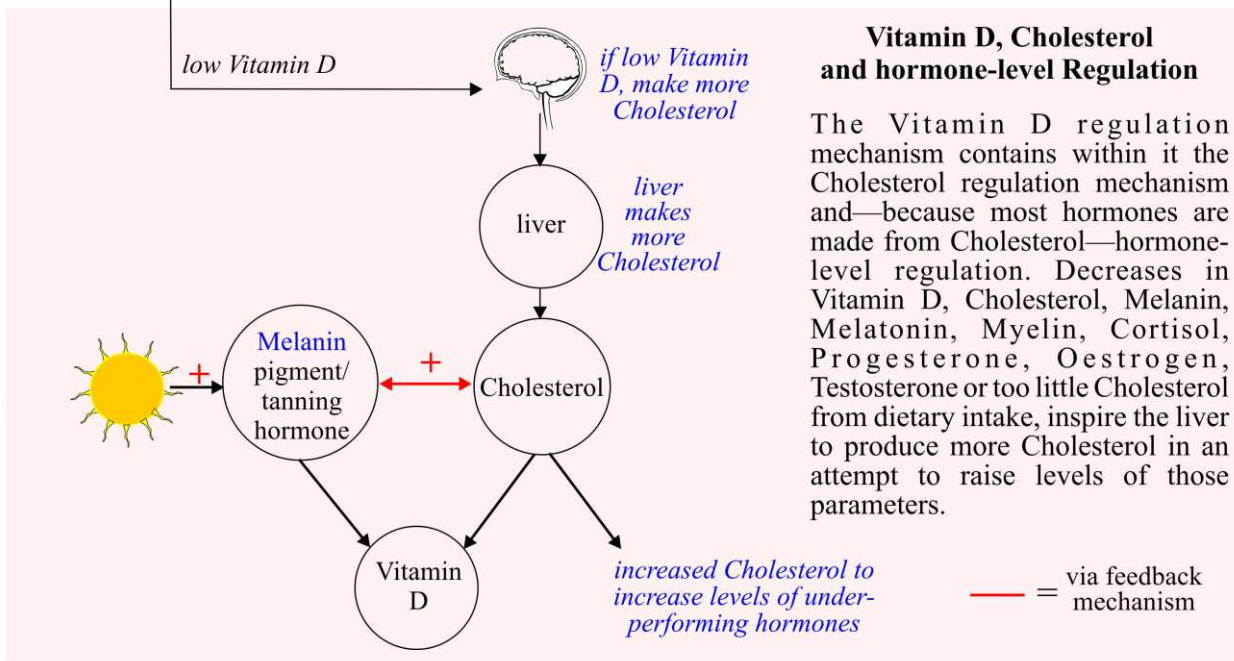 low Vitamin D
if low Vitamin
D, make more
Cholesterol
liver
liver
makes
more
Cholesterol
+
Melanin
pigment/
tanning
hormone
+
Cholesterol
Vitamin
D
increased Cholesterol to
increase levels of under-
performing hormones
Vitamin D, Cholesterol
and hormone-level Regulation
The Vitamin D regulation
mechanism contains within it the
Cholesterol regulation mechanism
and—because most hormones are
made from Cholesterol—hormone-
level regulation. Decreases in
Vitamin D, Cholesterol, Melanin,
Melatonin, Myelin, Cortisol,
Progesterone, Oestrogen,
Testosterone or too little Cholesterol
from dietary intake, inspire the liver
to produce more Cholesterol in an
attempt to raise levels of those
parameters.
= via feedback
mechanism